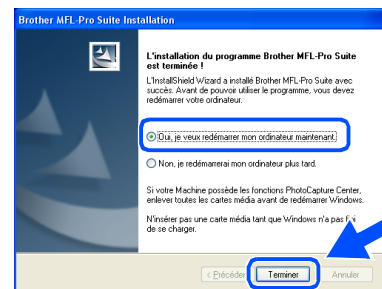 Brother MFL-Pro Suite Installation
L'installation du programme Brother MFL-Pro Suite
est terminée !
L'InstallShield Wizard a installé Brother MFL-Pro Suite avec
succès. Avant de pouvoir utiliser le programme, vous devez
redémarrer votre ordinateur.
Oui, je veux redémarrer mon ordinateur maintenant.
Non, je redémarrerai mon ordinateur plus tard.
Si votre Machine possède les fonctions PhotoCapture Center,
enlever toutes les cartes média avant de redémarrer Windows.
N'insérer pas une carte média tant que Windows n'a pas fini
de se charger.
< Précéder
Terminer
Annuler